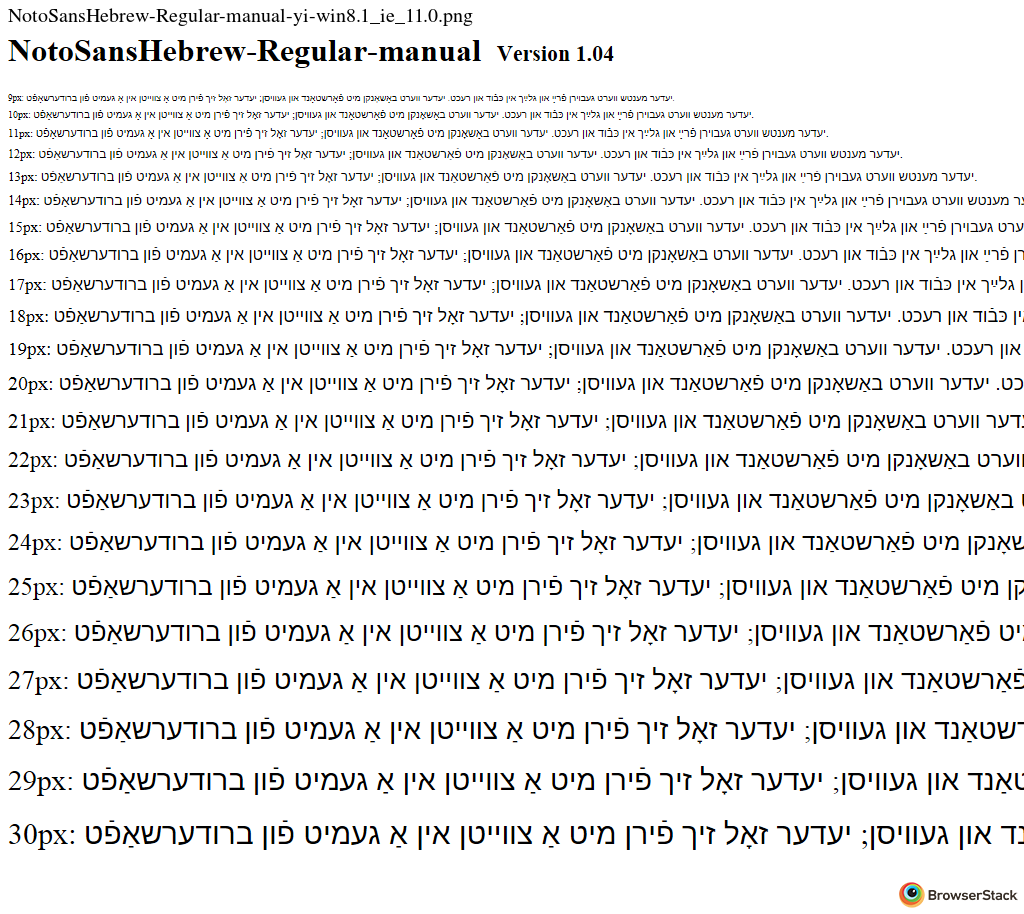 NotoSansHebrew-Regular-manual-yi-win8.1_ie_11.0.png
NotoSansHebrew-Regular-manual Version 1.04
9px: יעדער מענטש ווערט געבוירן פֿרייַ און גלייַך אין כּבֿוד און רעכט. יעדער ווערט באַשאָנקן מיט פֿאַרשטאַנד און געוויסן; יעדער זאָל זיך פֿירן מיט אַ צווייטן אין אַ געמיט פֿון ברודערשאַפֿט.
10px: יעדער מענטש ווערט געבוירן פֿרייַ און גלייַך אין כּבֿוד און רעכט. יעדער ווערט באַשאָנקן מיט פֿאַרשטאַנד און געוויסן; יעדער זאָל זיך פֿירן מיט אַ צווייטן אין אַ געמיט פֿון ברודערשאַפֿט.
11px: יעדער מענטש ווערט געבוירן פֿרייַ און גלייַך אין כּבֿוד און רעכט. יעדער ווערט באַשאָנקן מיט פֿאַרשטאַנד און געוויסן; יעדער זאָל זיך פֿירן מיט אַ צווייטן אין אַ געמיט פֿון ברודערשאַפֿט.
12px: יעדער מענטש ווערט געבוירן פֿרייַ און גלייַך אין כּבֿוד און רעכט. יעדער ווערט באַשאָנקן מיט פֿאַרשטאַנד און געוויסן; יעדער זאָל זיך פֿירן מיט אַ צווייטן אין אַ געמיט פֿון ברודערשאַפֿט.
13px: יעדער מענטש ווערט געבוירן פֿרייַ און גלייַך אין כּבֿוד און רעכט. יעדער ווערט באַשאָנקן מיט פֿאַרשטאַנד און געוויסן; יעדער זאָל זיך פֿירן מיט אַ צווייטן אין אַ געמיט פֿון ברודערשאַפֿט.
14px: ר מענטש ווערט געבוירן פֿרייַ און גלייַך אין כּבֿוד און רעכט. יעדער ווערט באַשאָנקן מיט פֿאַרשטאַנד און געוויסן; יעדער זאָל זיך פֿירן מיט אַ צווייטן אין אַ געמיט פֿון ברודערשאַפֿט
15px: ערט געבוירן פֿרייַ און גלייַך אין כּבֿוד און רעכט. יעדער ווערט באַשאָנקן מיט פֿאַרשטאַנד און געוויסן; יעדער זאָל זיך פֿירן מיט אַ צווייטן אין אַ געמיט פֿון ברודערשאַפֿט
16px: רן פֿרייַ און גלייַך אין כּבֿוד און רעכט. יעדער ווערט באַשאָנקן מיט פֿאַרשטאַנד און געוויסן; יעדער זאָל זיך פֿירן מיט אַ צווייטן אין אַ געמיט פֿון ברודערשאַפֿט
17px: ן גלייַך אין כּבֿוד און רעכט. יעדער ווערט באַשאָנקן מיט פֿאַרשטאַנד און געוויסן; יעדער זאָל זיך פֿירן מיט אַ צווייטן אין אַ געמיט פֿון ברודערשאַפֿט
18px: ין כּבֿוד און רעכט. יעדער ווערט באַשאָנקן מיט פֿאַרשטאַנד און געוויסן; יעדער זאָל זיך פֿירן מיט אַ צווייטן אין אַ געמיט פֿון ברודערשאַפֿט
19px: און רעכט. יעדער ווערט באַשאָנקן מיט פֿאַרשטאַנד און געוויסן; יעדער זאָל זיך פֿירן מיט אַ צווייטן אין אַ געמיט פֿון ברודערשאַפֿט
20px: כט. יעדער ווערט באַשאָנקן מיט פֿאַרשטאַנד און געוויסן; יעדער זאָל זיך פֿירן מיט אַ צווייטן אין אַ געמיט פֿון ברודערשאַפֿט
21px: דער ווערט באַשאָנקן מיט פֿאַרשטאַנד און געוויסן; יעדער זאָל זיך פֿירן מיט אַ צווייטן אין אַ געמיט פֿון ברודערשאַפֿט
22px: ווערט באַשאָנקן מיט פֿאַרשטאַנד און געוויסן; יעדער זאָל זיך פֿירן מיט אַ צווייטן אין אַ געמיט פֿון ברודערשאַפֿט
23px: באַשאָנקן מיט פֿאַרשטאַנד און געוויסן; יעדער זאָל זיך פֿירן מיט אַ צווייטן אין אַ געמיט פֿון ברודערשאַפֿט
24px: שאָנקן מיט פֿאַרשטאַנד און געוויסן; יעדער זאָל זיך פֿירן מיט אַ צווייטן אין אַ געמיט פֿון ברודערשאַפֿט
25px: קן מיט פֿאַרשטאַנד און געוויסן; יעדער זאָל זיך פֿירן מיט אַ צווייטן אין אַ געמיט פֿון ברודערשאַפֿט
26px: יט פֿאַרשטאַנד און געוויסן; יעדער זאָל זיך פֿירן מיט אַ צווייטן אין אַ געמיט פֿון ברודערשאַפֿט
27px: פֿאַרשטאַנד און געוויסן; יעדער זאָל זיך פֿירן מיט אַ צווייטן אין אַ געמיט פֿון ברודערשאַפֿט
28px: שטאַנד און געוויסן; יעדער זאָל זיך פֿירן מיט אַ צווייטן אין אַ געמיט פֿון ברודערשאַפֿט
29px: טאַנד און געוויסן; יעדער זאָל זיך פֿירן מיט אַ צווייטן אין אַ געמיט פֿון ברודערשאַפֿט
30px: נד און געוויסן; יעדער זאָל זיך פֿירן מיט אַ צווייטן אין אַ געמיט פֿון ברודערשאַפֿט
BrowserStack